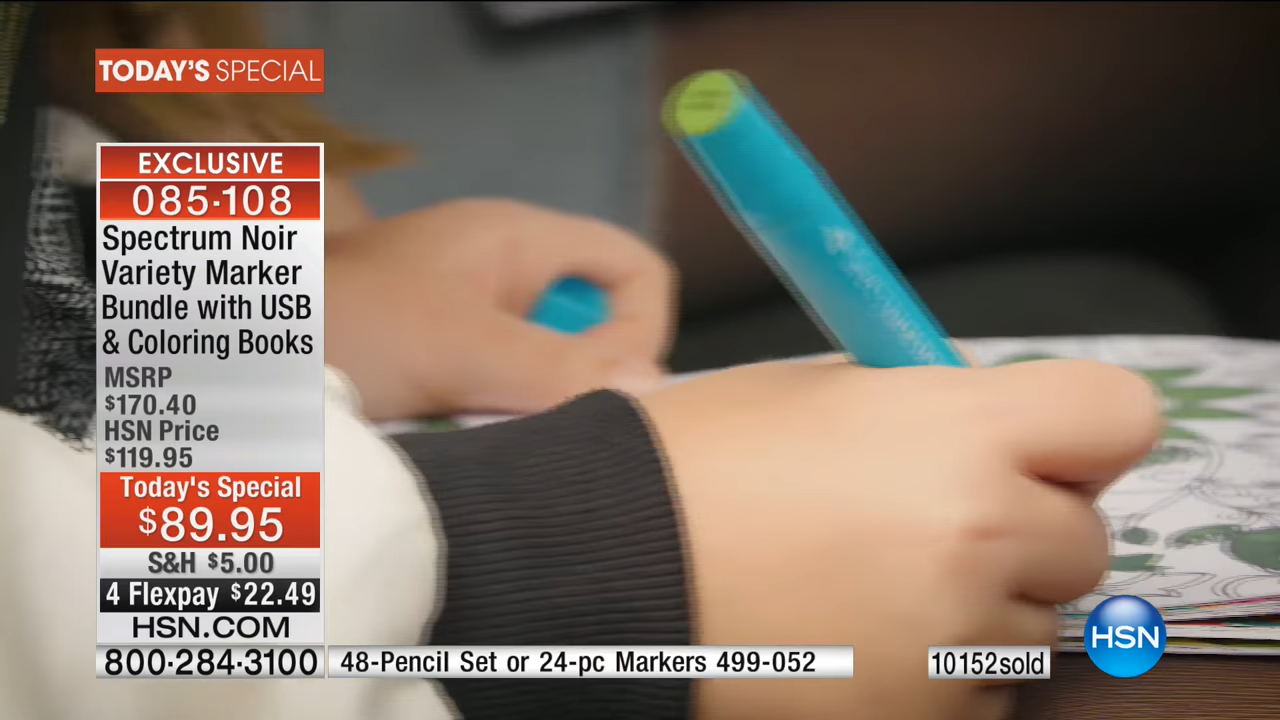 TODAY'S SPECIAL
EXCLUSIVE
085-108
Spectrum Noir
Variety Marker
Bundle with USB
& Coloring Books
MSRP
$170.40
HSN Price
$119.95
Today's Special
$89.95
S&H $5.00
4 Flexpay $22.49
HSN.COM
800-284-3100
48-Pencil Set or 24-pc Markers 499-052
10152sold
HSN